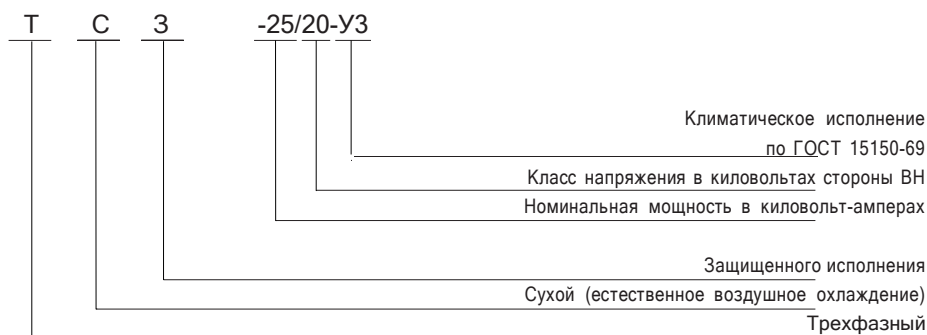 Т С З -25/20-У3
Климатическое исполнение
по ГОСТ 15150-69
Класс напряжения в киловольтах стороны ВН
Номинальная мощность в киловольт-амперах
Защищенного исполнения
Сухой (естественное воздушное охлаждение)
Трехфазный